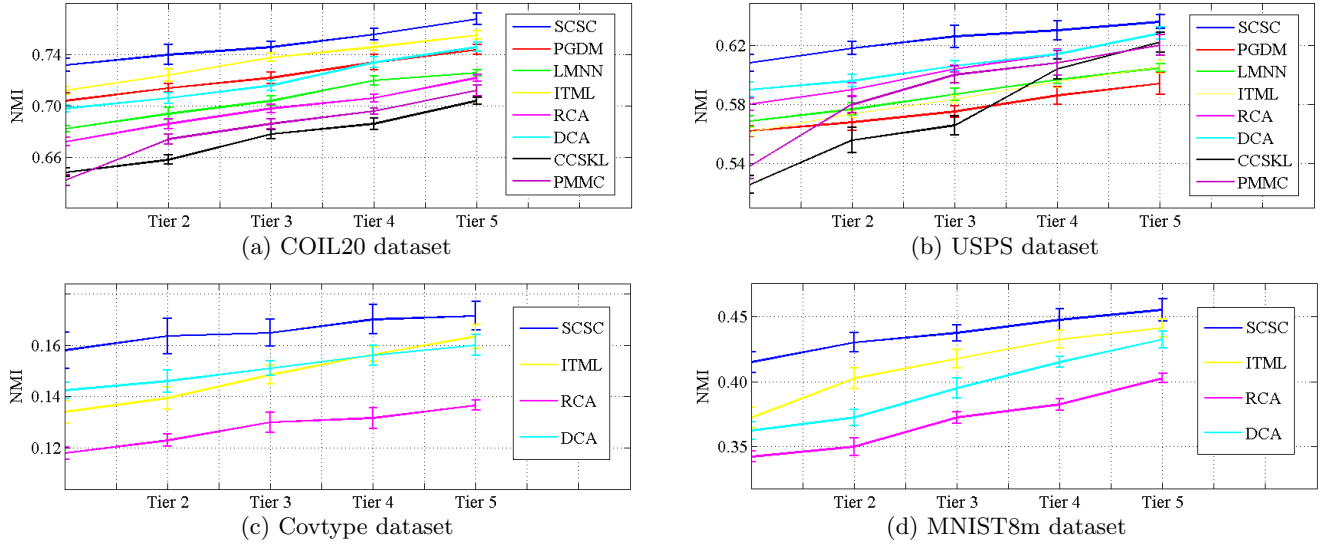 NMI
0.74
0.70
0.66
Tier 2 Tier 3 Tier 4 Tier 5
SCSC
PGDM
LMNN
ITML
RCA
DCA
CCSKL
PMMC
(a) COIL20 dataset
NMI
0.62
0.58
0.54
Tier 2 Tier 3 Tier 4 Tier 5
SCSC
PGDM
LMNN
ITML
RCA
DCA
CCSKL
PMMC
(b) USPS dataset
NMI
0.16
0.14
0.12
Tier 2 Tier 3 Tier 4 Tier 5
SCSC
ITML
RCA
DCA
(c) Covtype dataset
NMI
0.45
0.40
0.35
Tier 2 Tier 3 Tier 4 Tier 5
SCSC
ITML
RCA
DCA
(d) MNIST8m dataset